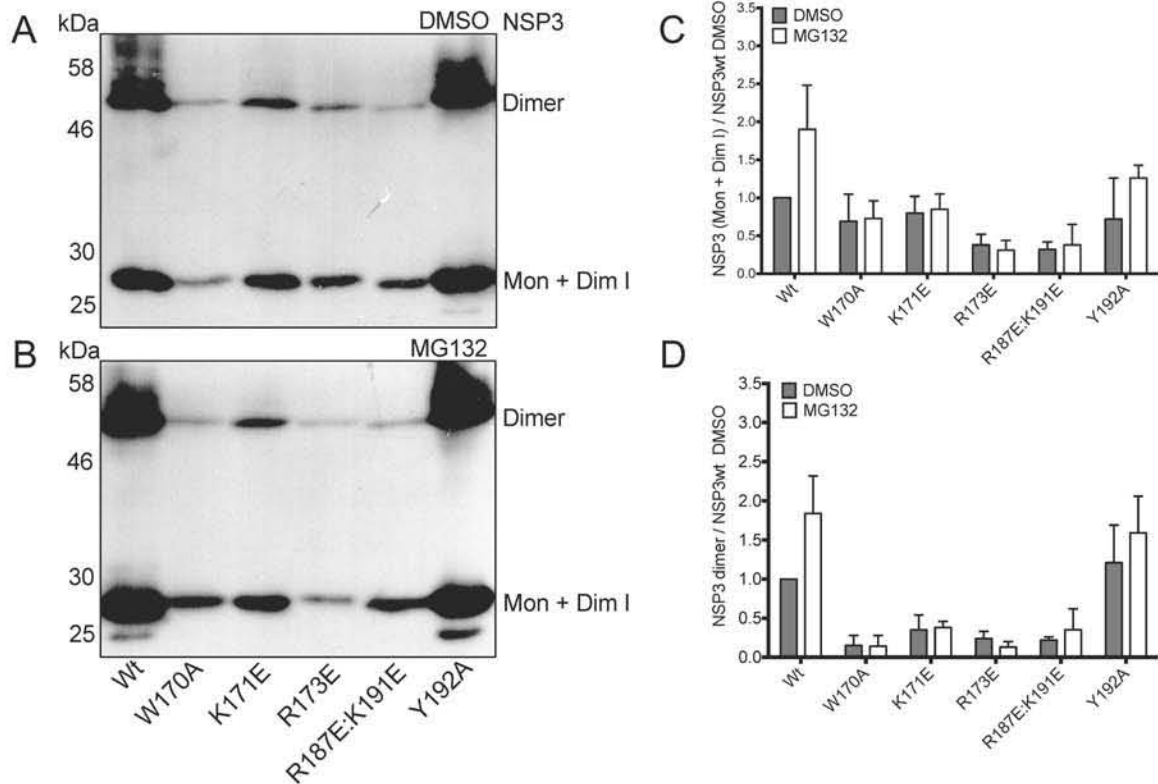 A
kDa
DMSO NSP3
58
Dimer
46
30
Mon + Dim I
25
B
kDa
MG132
58
Dimer
46
30
Mon + Dim I
25
Wt
W170A
K171E
R173E
R187E:K191E
Y192A
C
NSP3 (Mon + Dim I) / NSP3wt DMSO
DMSO
MG132
3.5
3.0
2.5
2.0
1.5
1.0
0.5
0.0
Wt
W170A
K171E
R173E
R187E:K191E
Y192A
D
NSP3 dimer / NSP3wt DMSO
DMSO
MG132
3.5
3.0
2.5
2.0
1.5
1.0
0.5
0.0
Wt
W170A
K171E
R173E
R187E:K191E
Y192A